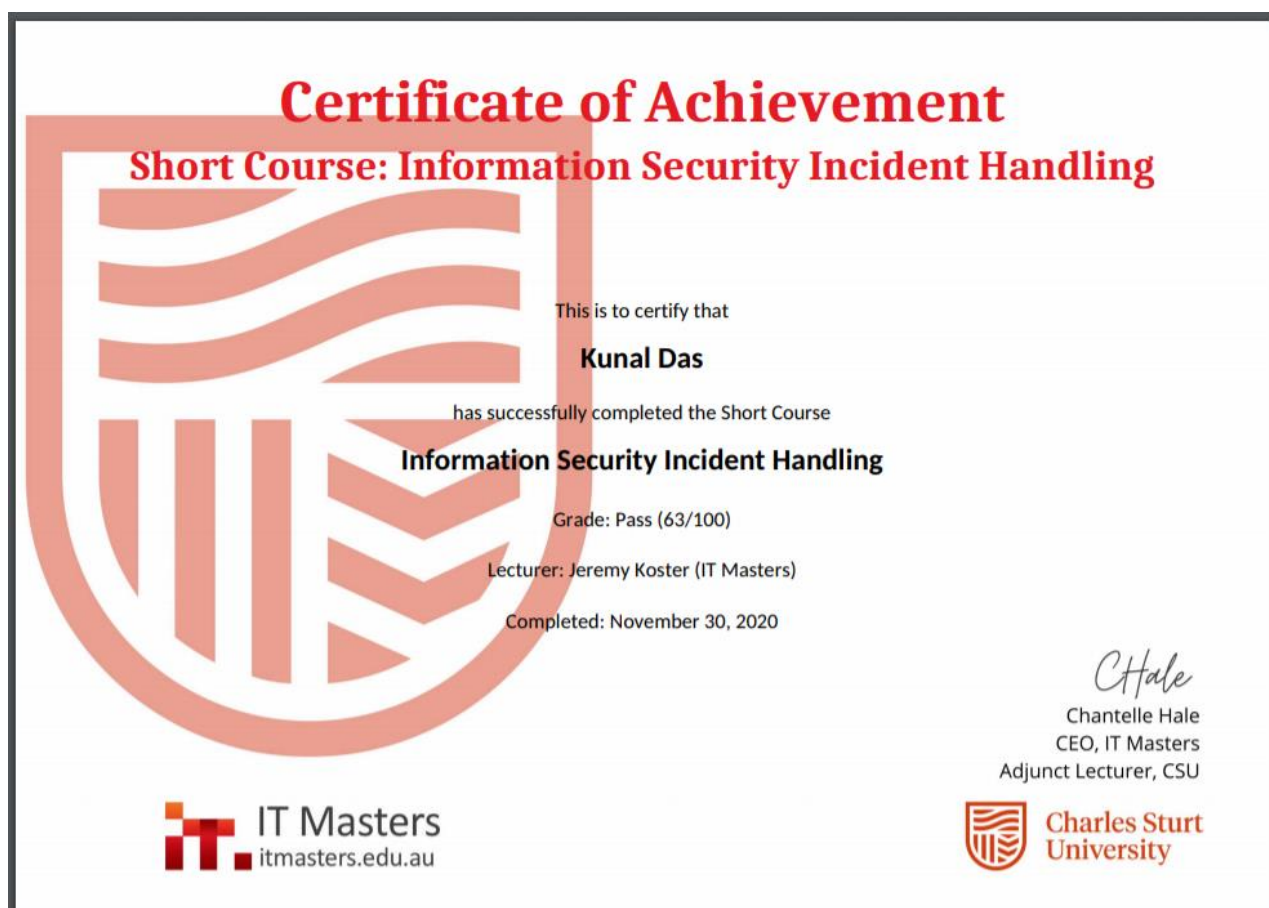 Certificate of Achievement
Short Course: Information Security Incident Handling
This is to certify that
Kunal Das
has successfully completed the Short Course
Information Security Incident Handling
Grade: Pass (63/100)
Lecturer: Jeremy Koster (IT Masters)
Completed: November 30, 2020
CHale
Chantelle Hale
CEO, IT Masters
Adjunct Lecturer, CSU
it.
IT Masters
itmasters.edu.au
Charles Sturt
University